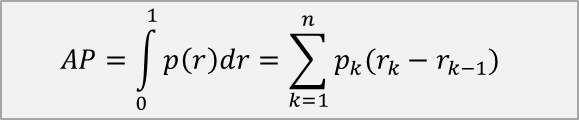 AP = ∫₀¹ p(r)dr = ∑ₖ₌₁ⁿ pₖ(rₖ − rₖ₋₁)